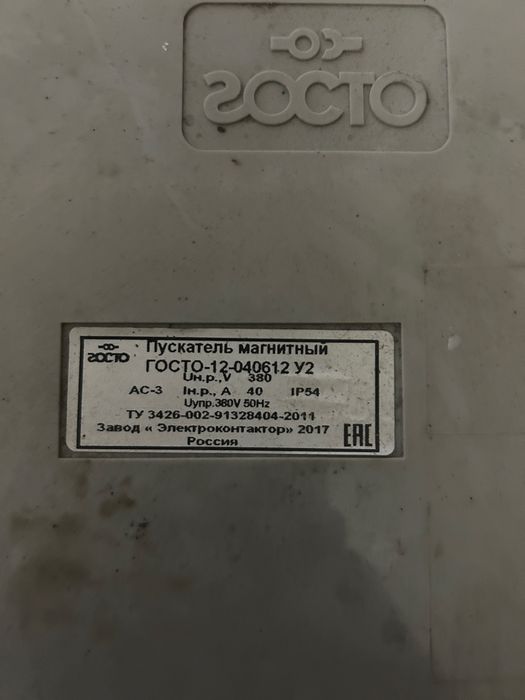 ГОСТО
ГОСТО
Пускатель магнитный
ГОСТО-12-040612 У2
Uн.р.,V 380
АС-3 Iн.р., А 40 IP54
Uупр.380V 50Hz
ТУ 3426-002-91328404-2011
Завод « Электроконтактор» 2017
Россия
EAC